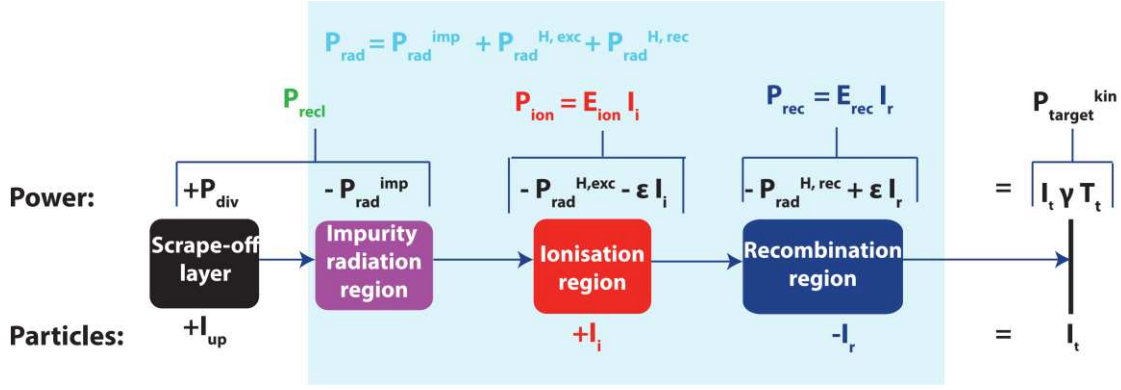 P_rad = P_rad^imp + P_rad^H, exc + P_rad^H, rec
P_recl P_ion = E_ion I_i P_rec = E_rec I_r P_target^kin
Power: +P_div - P_rad^imp - P_rad^H,exc - ε I_i - P_rad^H, rec + ε I_r = I_t γ T_t
Scrape-off
layer
Impurity
radiation
region
Ionisation
region
Recombination
region
Particles: +I_up +I_i -I_r = I_t